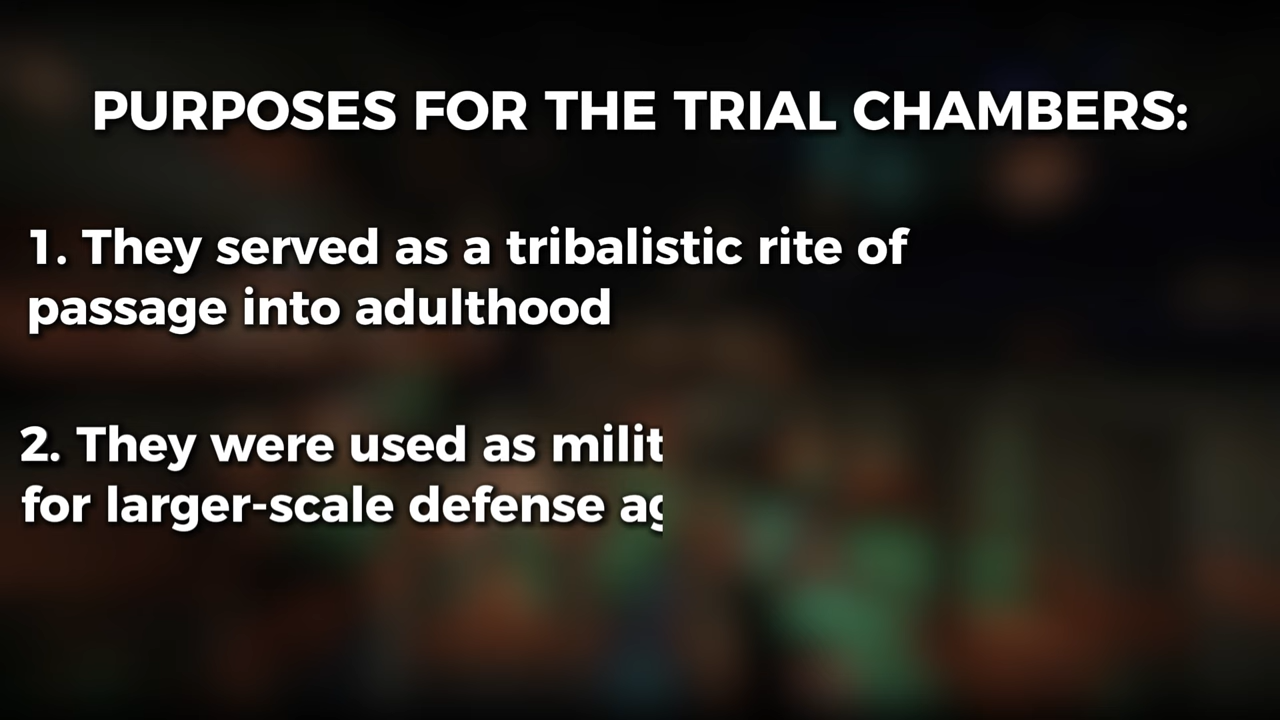 PURPOSES FOR THE TRIAL CHAMBERS:
1. They served as a tribalistic rite of
passage into adulthood
2. They were used as milit
for larger-scale defense ag